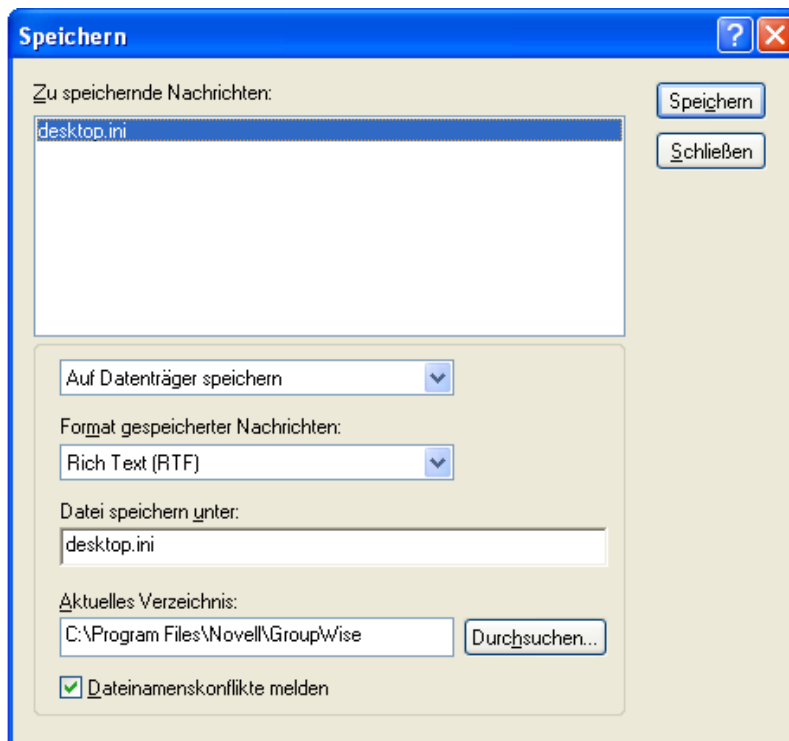 Speichern
Zu speichernde Nachrichten:
Speichern
desktop.ini
Schließen
Auf Datenträger speichern
Format gespeicherter Nachrichten:
Rich Text (RTF)
Datei speichern unter:
desktop.ini
Aktuelles Verzeichnis:
C:\Program Files\Novell\GroupWise
Durchsuchen...
Dateinamenskonflikte melden